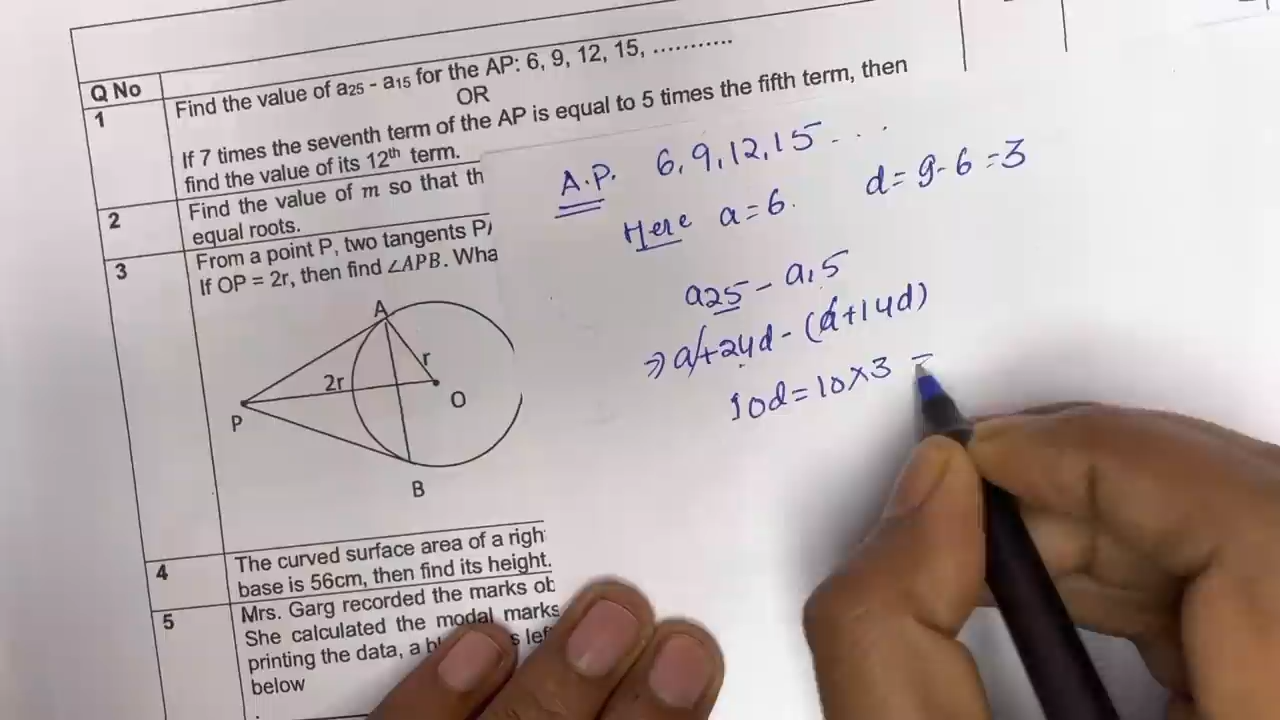 Q No
1
Find the value of a25 - a15 for the AP: 6, 9, 12, 15, ………..
OR
If 7 times the seventh term of the AP is equal to 5 times the fifth term, then
find the value of its 12th term.
2
Find the value of m so that th
equal roots.
3
From a point P, two tangents P
If OP = 2r, then find ∠APB. Wha
A
r
2r
O
P
B
4
The curved surface area of a righ
base is 56cm, then find its height.
5
Mrs. Garg recorded the marks ob
She calculated the modal marks
printing the data, a lef
below
A.P. 6, 9, 12, 15 - . . .
Here a = 6. d = 9 - 6 = 3
a25 - a15
⇒ a+24d - (a+14d)
10d = 10×3 =